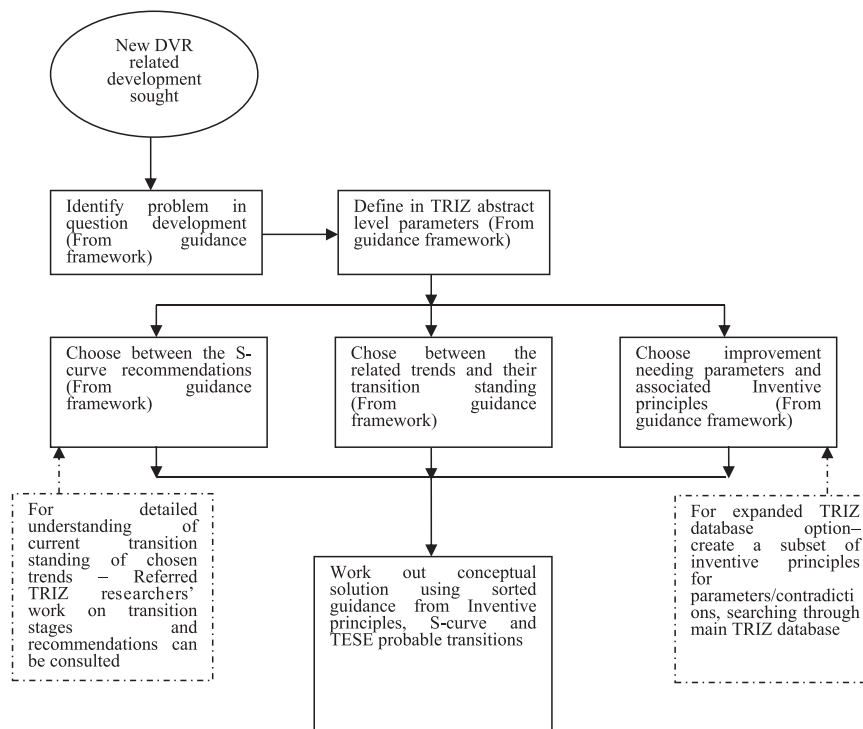 New DVR
related
development
sought
Identify problem in
question development
(From guidance
framework)
Define in TRIZ abstract
level parameters (From
guidance framework)
Choose between the S-
curve recommendations
(From guidance
framework)
Chose between the
related trends and their
transition standing
(From guidance
framework)
Choose improvement
needing parameters and
associated Inventive
principles (From
guidance framework)
For detailed
understanding of
current transition
standing of chosen
trends – Referred
TRIZ researchers'
work on transition
stages and
recommendations can
be consulted
Work out conceptual
solution using sorted
guidance from Inventive
principles, S-curve and
TESE probable transitions
For expanded TRIZ
database option–
create a subset of
inventive principles
for
parameters/contradicti
ons, searching through
main TRIZ database